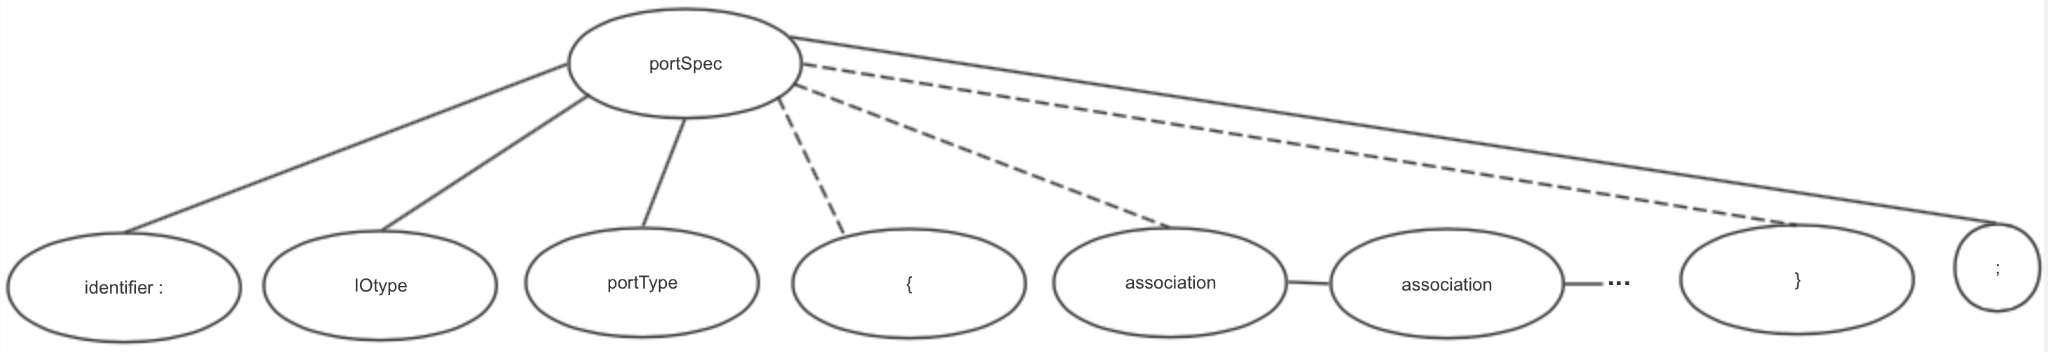 portSpec
identifier :
IOtype
portType
{
association
association
...
}
;